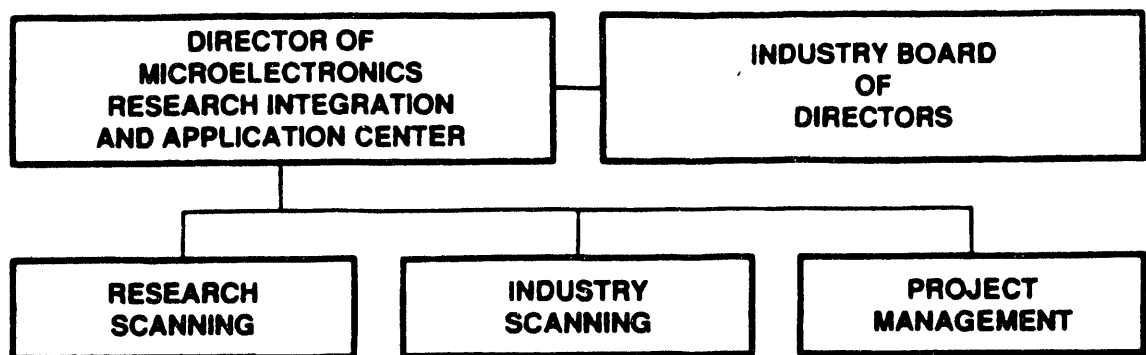 DIRECTOR OF
MICROELECTRONICS
RESEARCH INTEGRATION
AND APPLICATION CENTER
INDUSTRY BOARD
OF
DIRECTORS
RESEARCH
SCANNING
INDUSTRY
SCANNING
PROJECT
MANAGEMENT